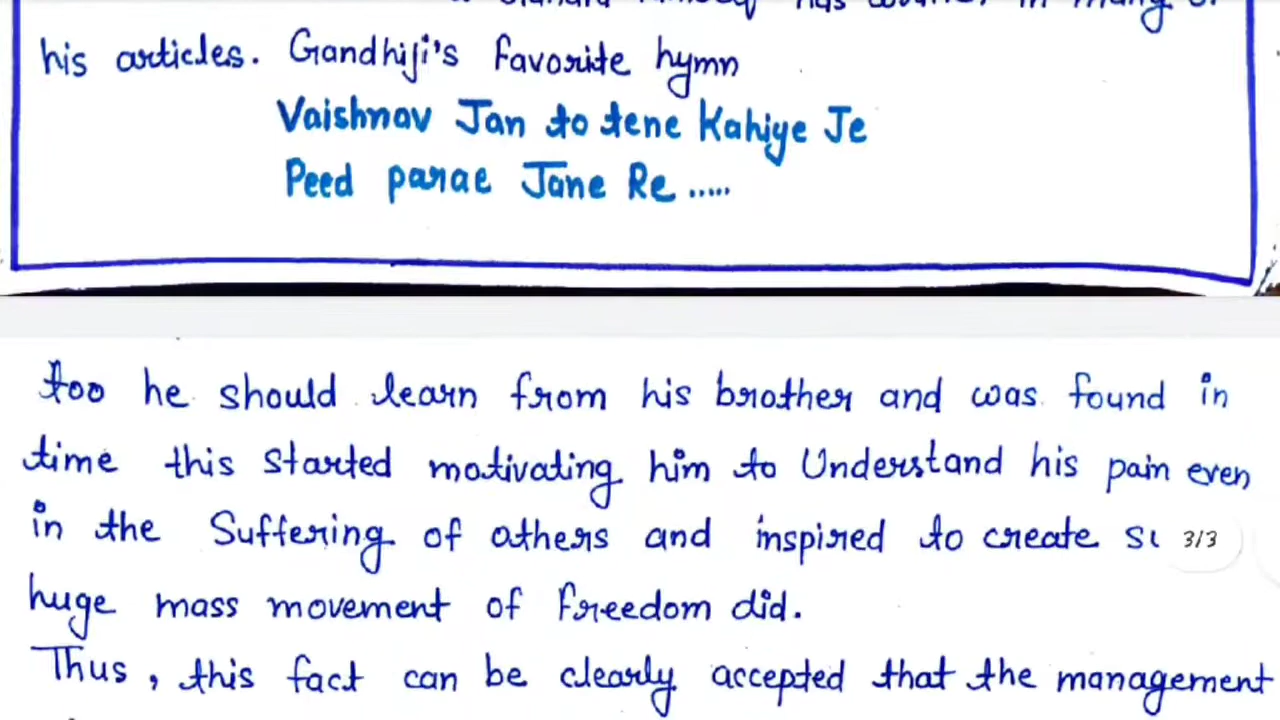 his articles. Gandhiji's favorite hymn
Vaishnav Jan to tene Kahiye Je
Peed parae Jane Re .....
too he should learn from his brother and was found in
time this started motivating him to Understand his pain even
in the Suffering of others and inspired to create
3/3
huge mass movement of freedom did.
Thus, this fact can be clearly accepted that the management